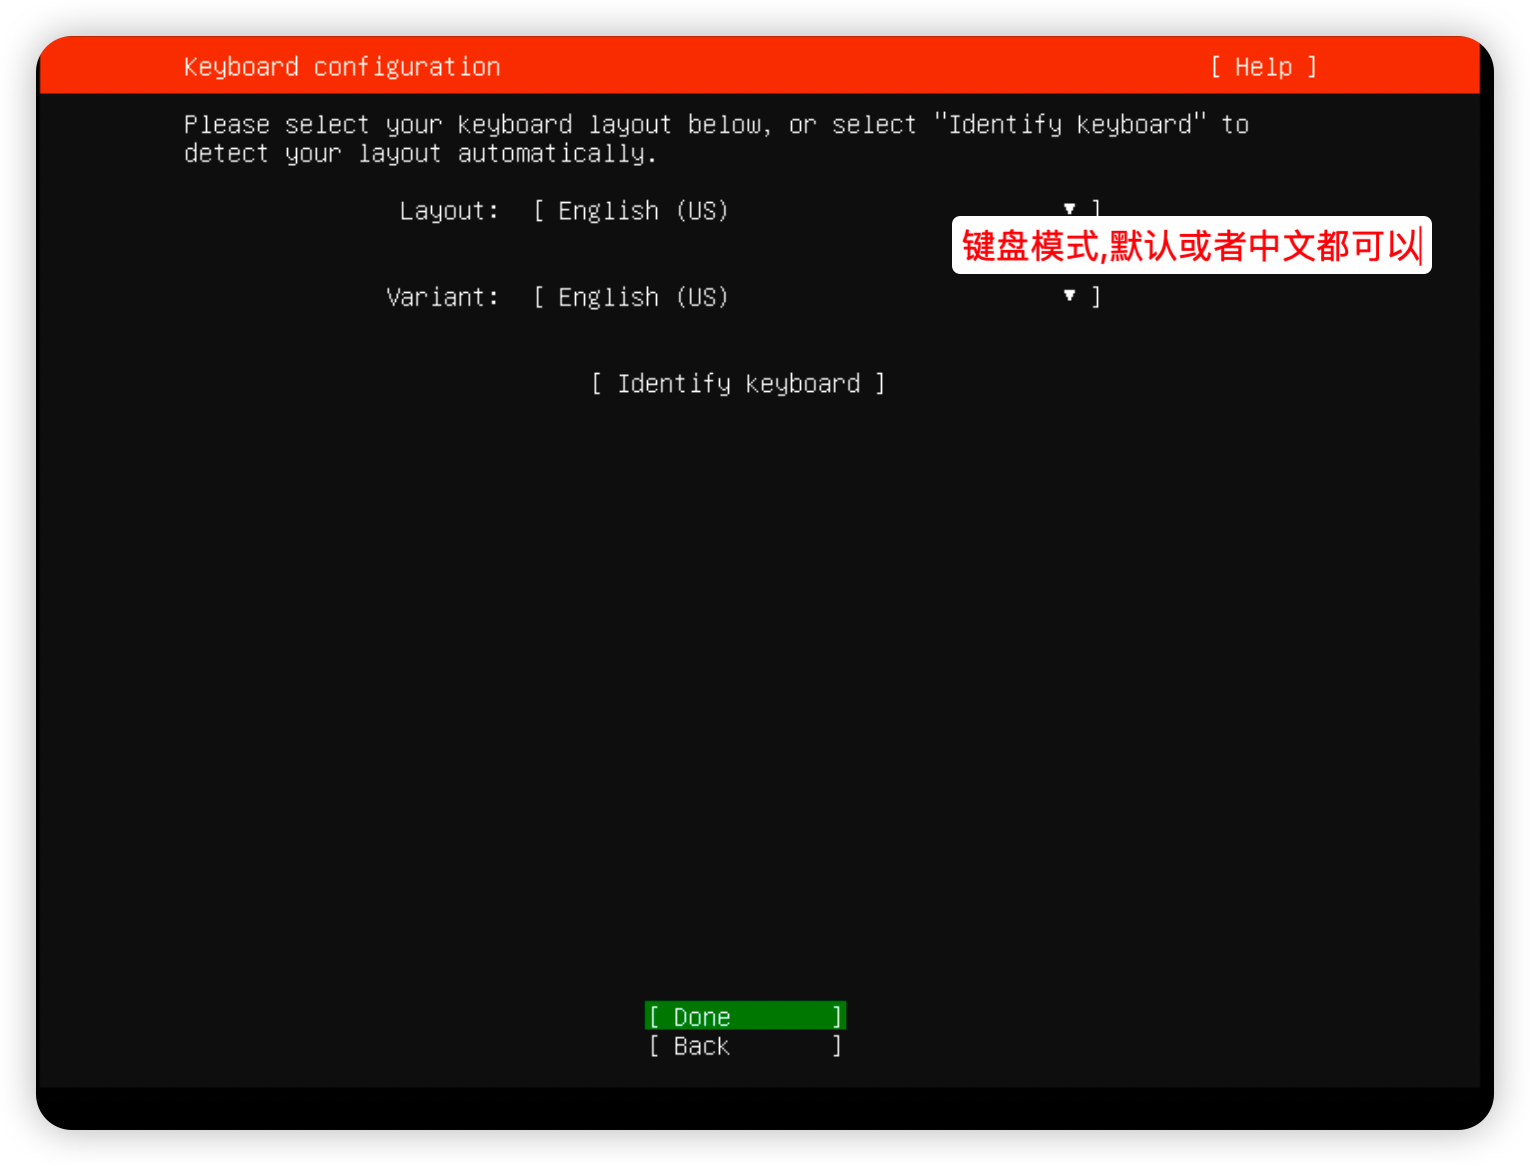 Keyboard configuration [ Help ]
Please select your keyboard layout below, or select "Identify keyboard" to
detect your layout automatically.
Layout: [ English (US) ▼ ]
键盘模式,默认或者中文都可以
Variant: [ English (US) ▼ ]
[ Identify keyboard ]
[ Done ]
[ Back ]